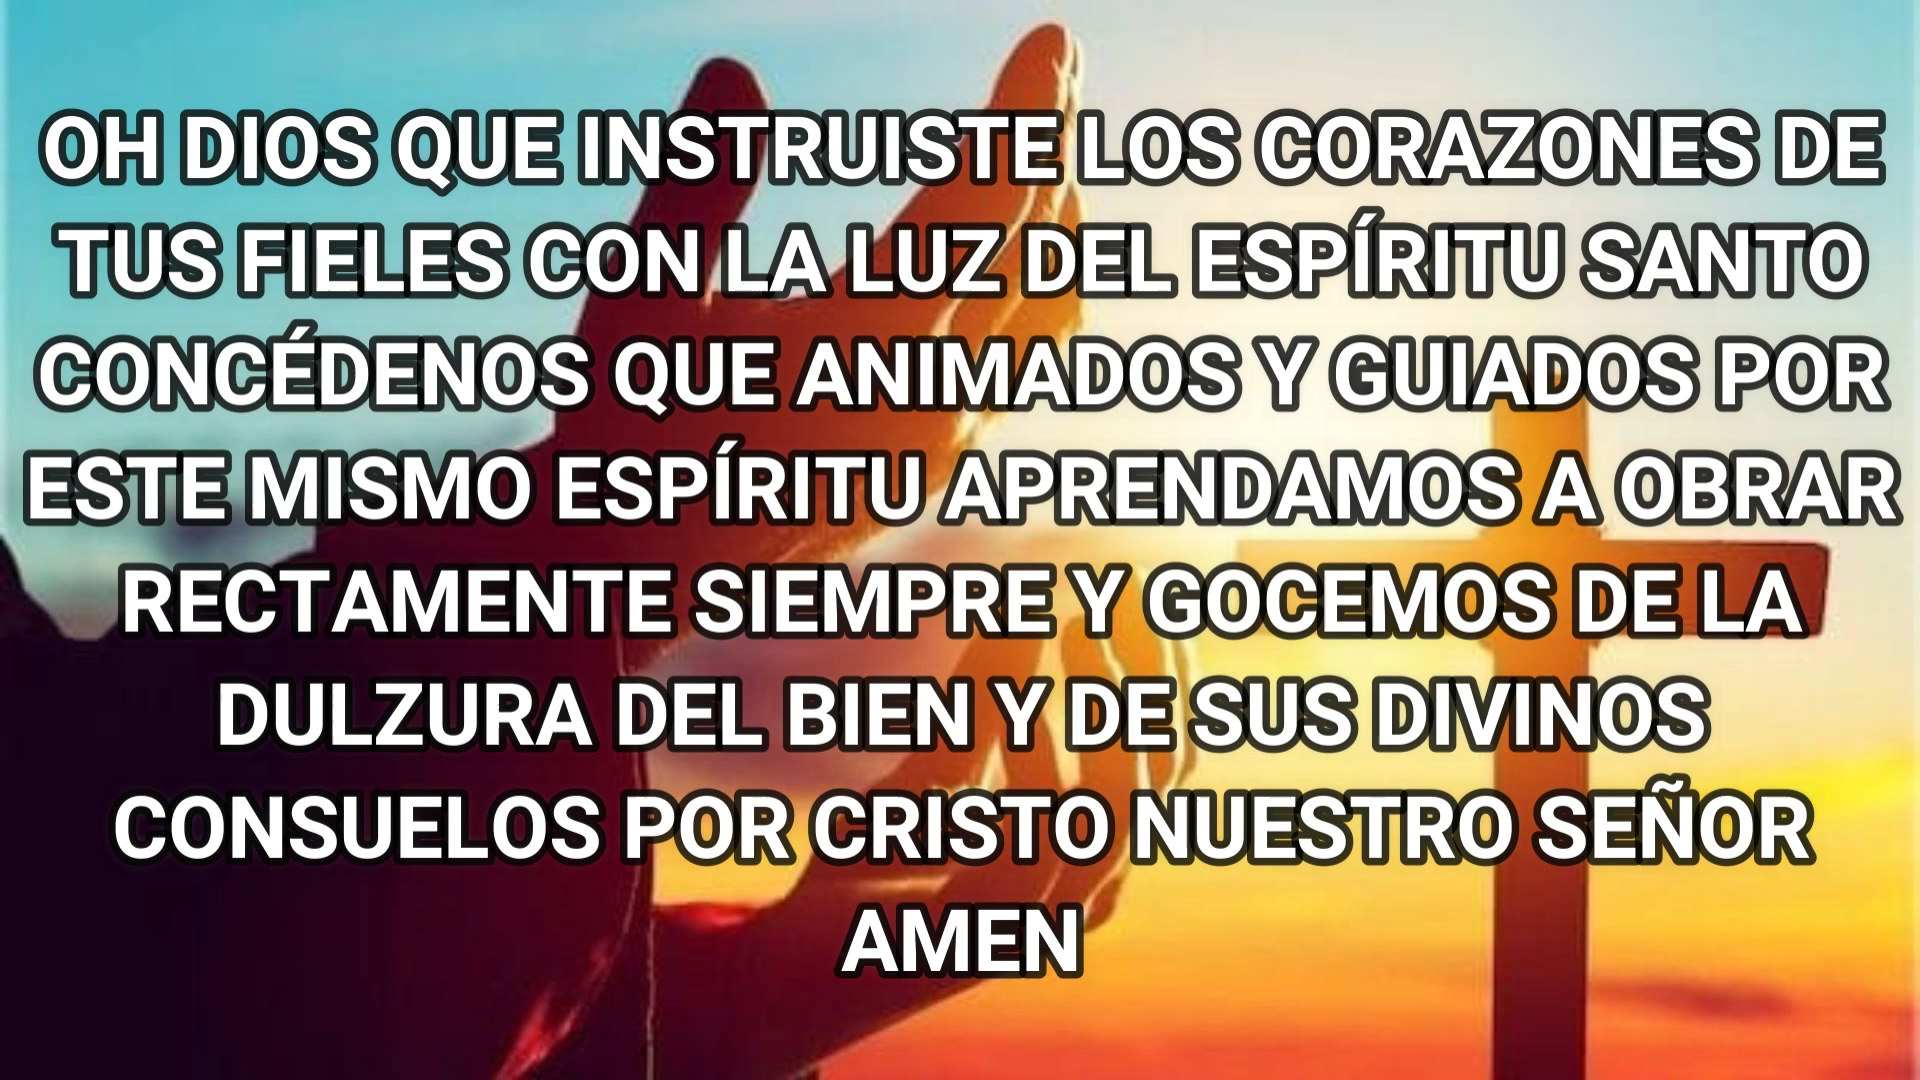 OH DIOS QUE INSTRUISTE LOS CORAZONES DE
TUS FIELES CON LA LUZ DEL ESPÍRITU SANTO
CONCÉDENOS QUE ANIMADOS Y GUIADOS POR
ESTE MISMO ESPÍRITU APRENDAMOS A OBRAR
RECTAMENTE SIEMPRE Y GOCEMOS DE LA
DULZURA DEL BIEN Y DE SUS DIVINOS
CONSUELOS POR CRISTO NUESTRO SEÑOR
AMEN